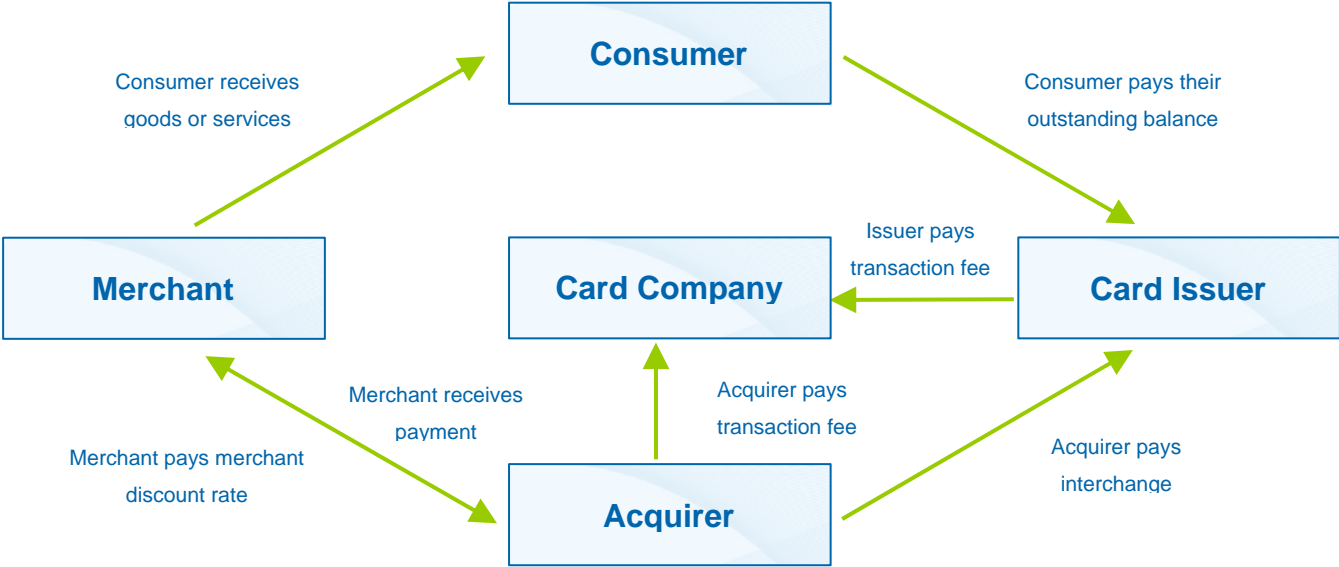 Consumer
Consumer receives
goods or services
Consumer pays their
outstanding balance
Issuer pays
transaction fee
Merchant
Card Company
Card Issuer
Merchant receives
payment
Acquirer pays
transaction fee
Merchant pays merchant
discount rate
Acquirer pays
interchange
Acquirer